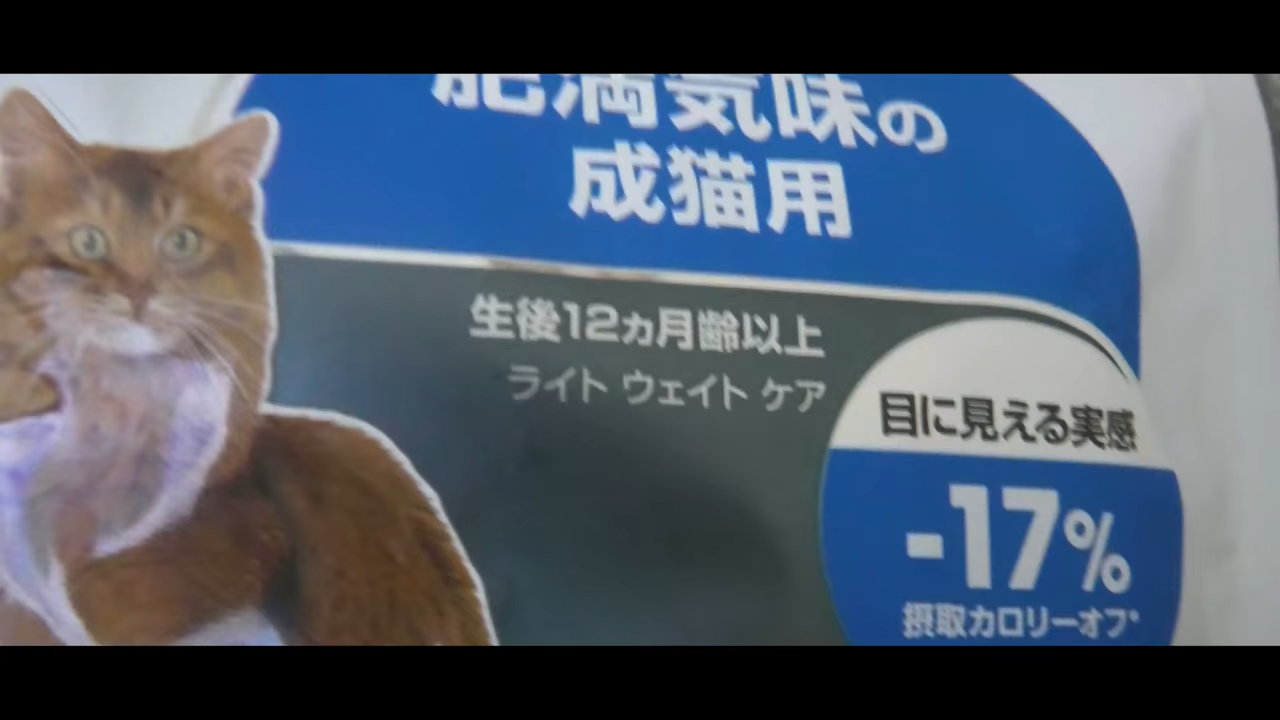 肥満気味の
成猫用
生後12ヵ月齢以上
ライト ウェイト ケア
目に見える実感
-17%
摂取カロリーオフ*